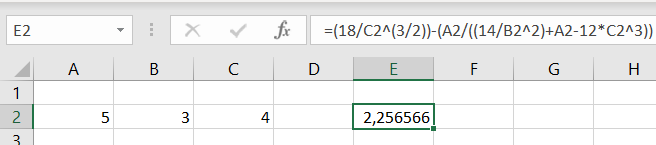 E2 fx =(18/C2^(3/2))-(A2/((14/B2^2)+A2-12*C2^3))
A B C D E F G H
1
2 5 3 4 2,256566
3